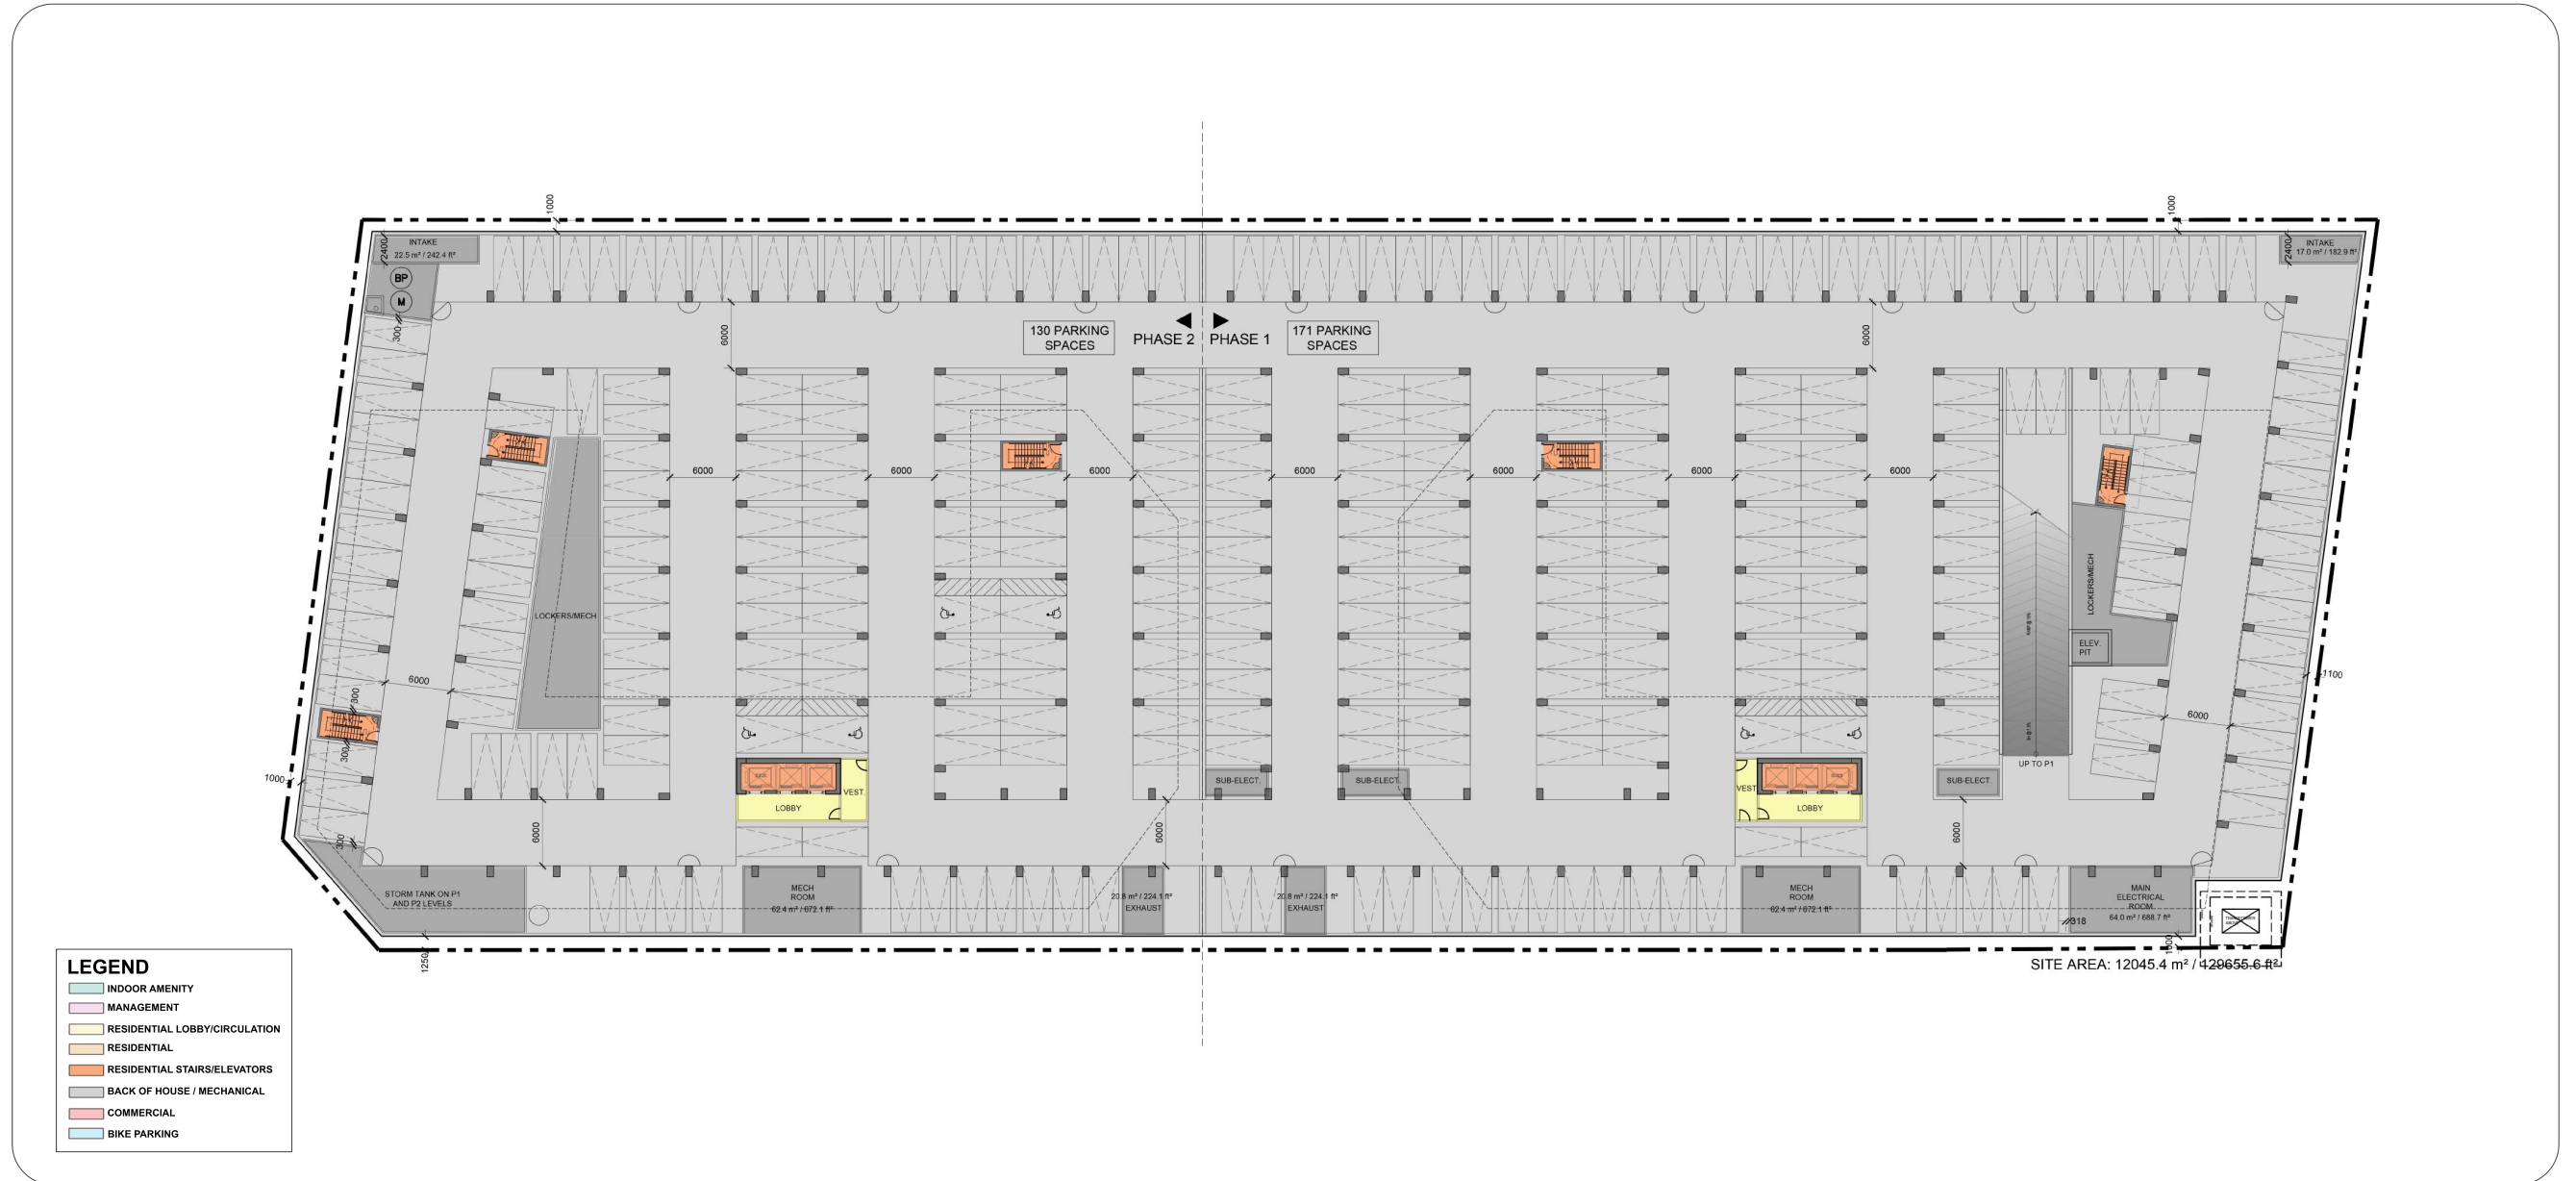 1000
1000
INTAKE
22.5 m² / 242.4 ft²
2400
INTAKE
17.0 m² / 182.9 ft²
2400
BP
M
300
6000
130 PARKING
SPACES
PHASE 2
PHASE 1
171 PARKING
SPACES
6000
6000
6000
6000
6000
6000
6000
6000
LOCKERS/MECH
LOCKERS/MECH
ELEV.
PIT
6000
300
300
1000
1100
6000
UP TO P1
SUB-ELECT.
SUB-ELECT.
SUB-ELECT.
VEST.
LOBBY
VEST.
LOBBY
300
6000
6000
6000
STORM TANK ON P1
AND P2 LEVELS
MECH
ROOM
62.4 m² / 672.1 ft²
20.8 m² / 224.1 ft²
EXHAUST
20.8 m² / 224.1 ft²
EXHAUST
MECH
ROOM
62.4 m² / 672.1 ft²
MAIN
ELECTRICAL
ROOM
64.0 m² / 688.7 ft²
318
1250
1000
SITE AREA: 12045.4 m² / 129655.6 ft²
LEGEND
INDOOR AMENITY
MANAGEMENT
RESIDENTIAL LOBBY/CIRCULATION
RESIDENTIAL
RESIDENTIAL STAIRS/ELEVATORS
BACK OF HOUSE / MECHANICAL
COMMERCIAL
BIKE PARKING